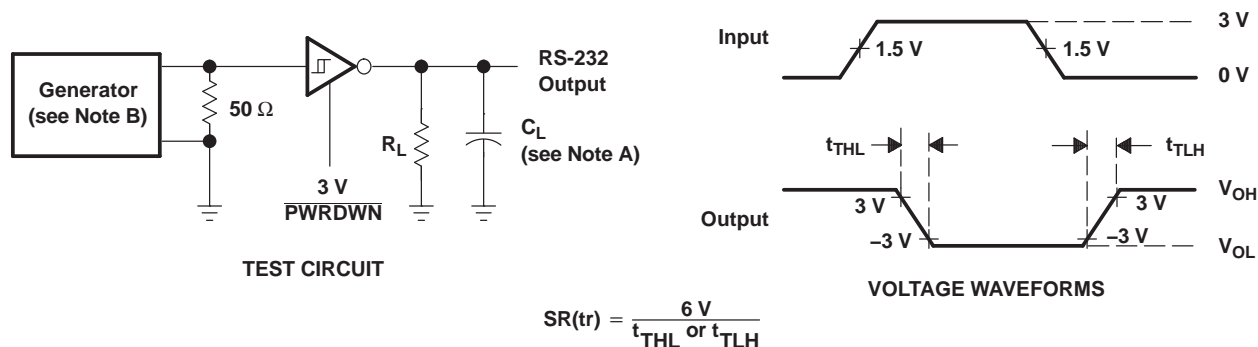 Generator
(see Note B)
50 Ω
3 V
PWRDWN
RL
CL
(see Note A)
RS-232
Output
TEST CIRCUIT
Input
1.5 V
1.5 V
3 V
0 V
tTHL
tTLH
Output
3 V
–3 V
3 V
–3 V
VOH
VOL
VOLTAGE WAVEFORMS
SR(tr) = 6 V
tTHL or tTLH